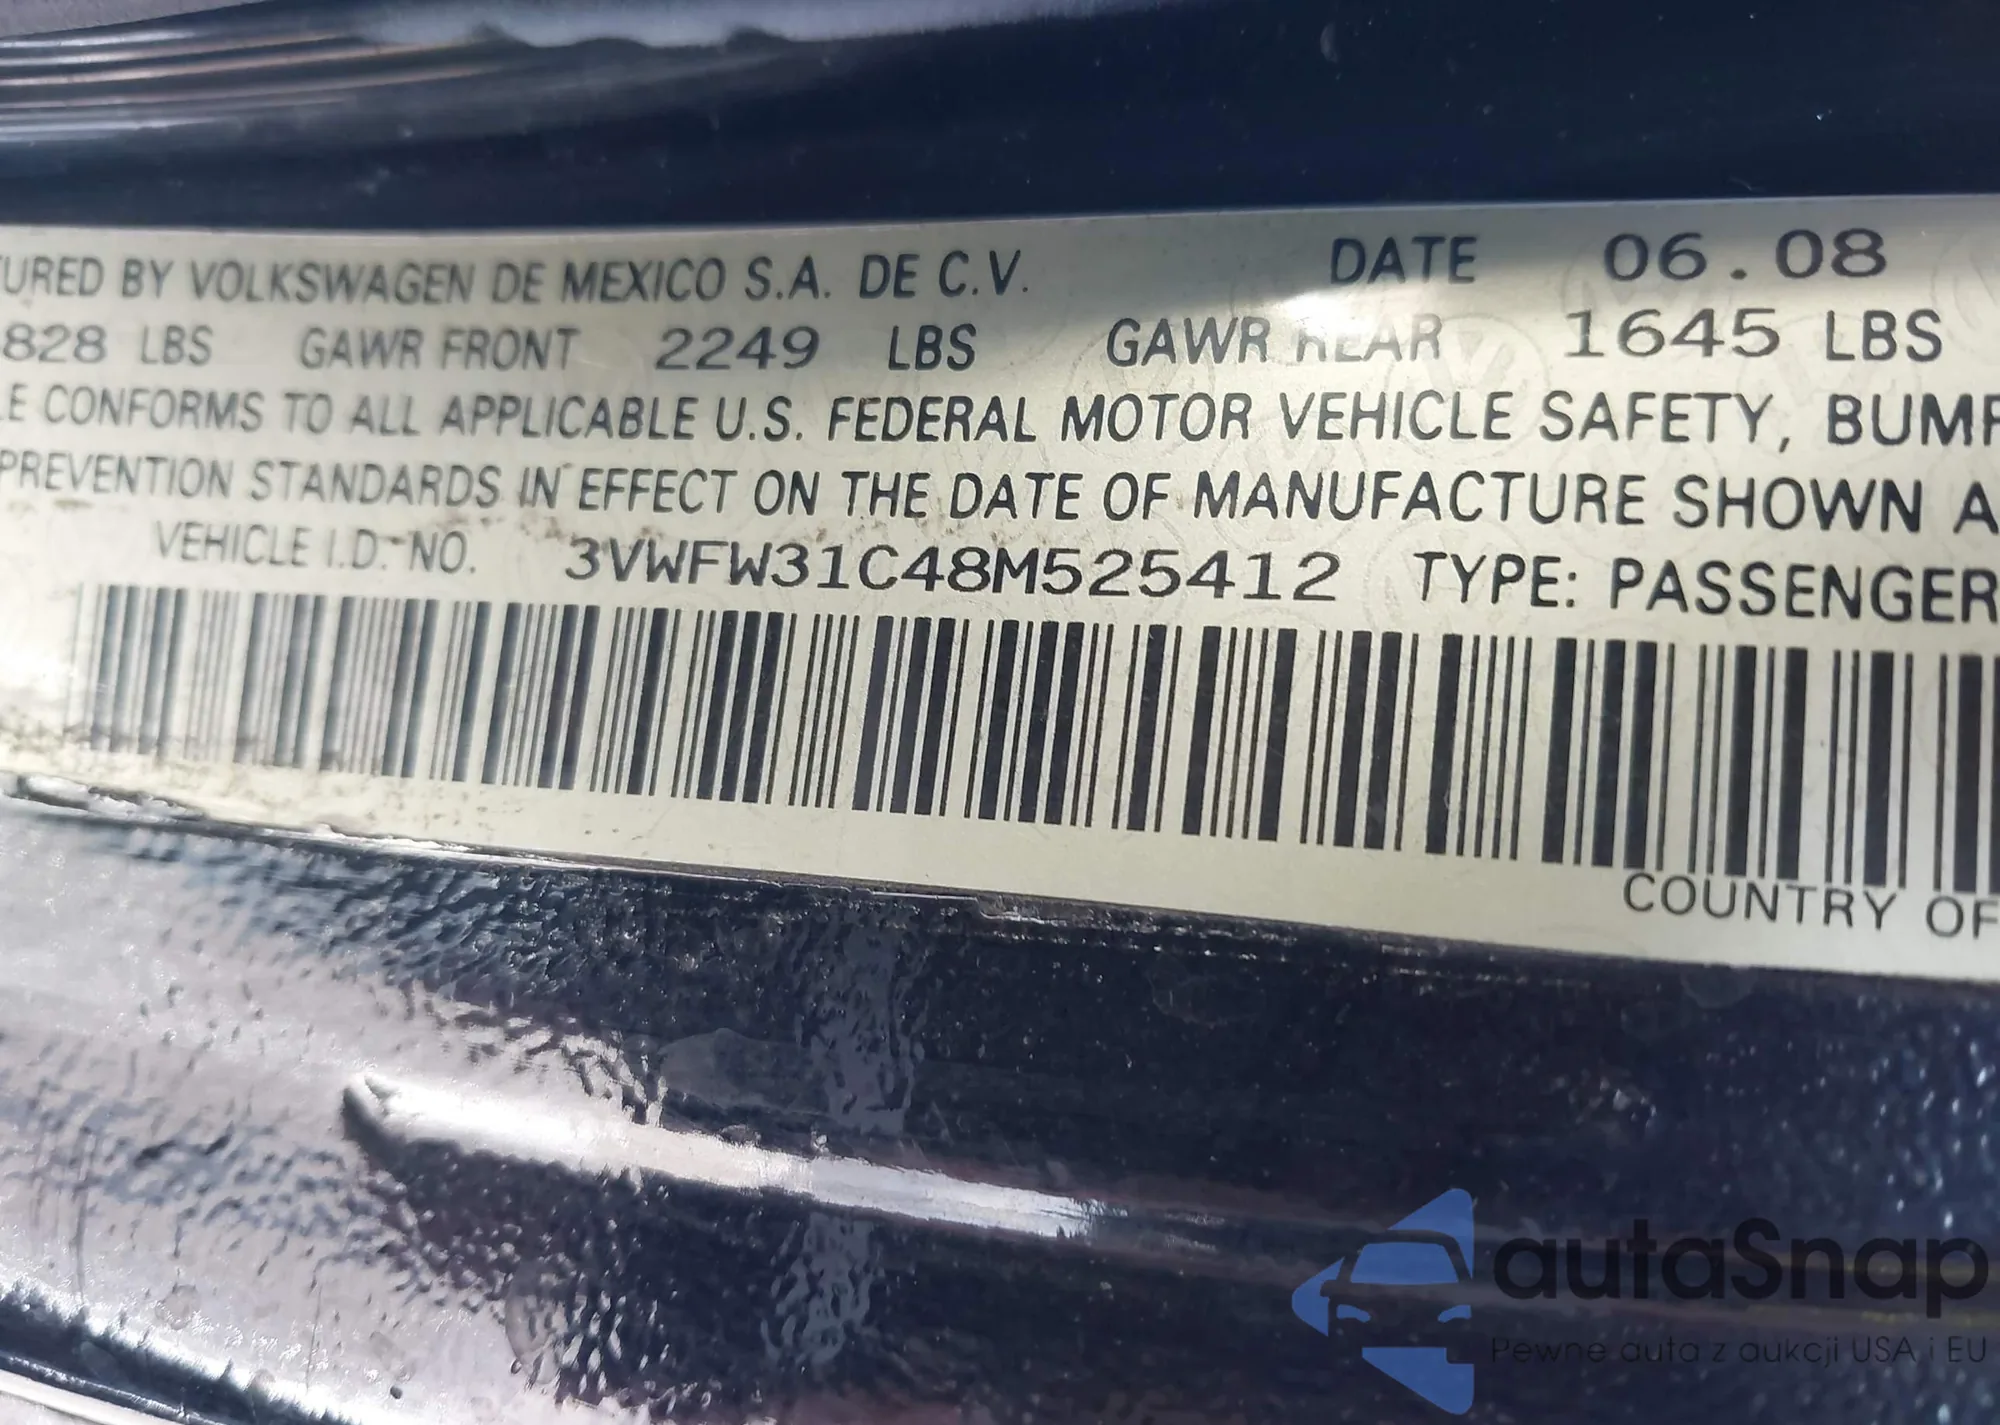 TURED BY VOLKSWAGEN DE MEXICO S.A. DE C.V. DATE 06.08
828 LBS GAWR FRONT 2249 LBS GAWR REAR 1645 LBS
LE CONFORMS TO ALL APPLICABLE U.S. FEDERAL MOTOR VEHICLE SAFETY, BUMP
PREVENTION STANDARDS IN EFFECT ON THE DATE OF MANUFACTURE SHOWN A
VEHICLE I.D. NO. 3VWFW31C48M525412 TYPE: PASSENGER
COUNTRY OF
autaSnap
Pewne auta z aukcji USA i EU